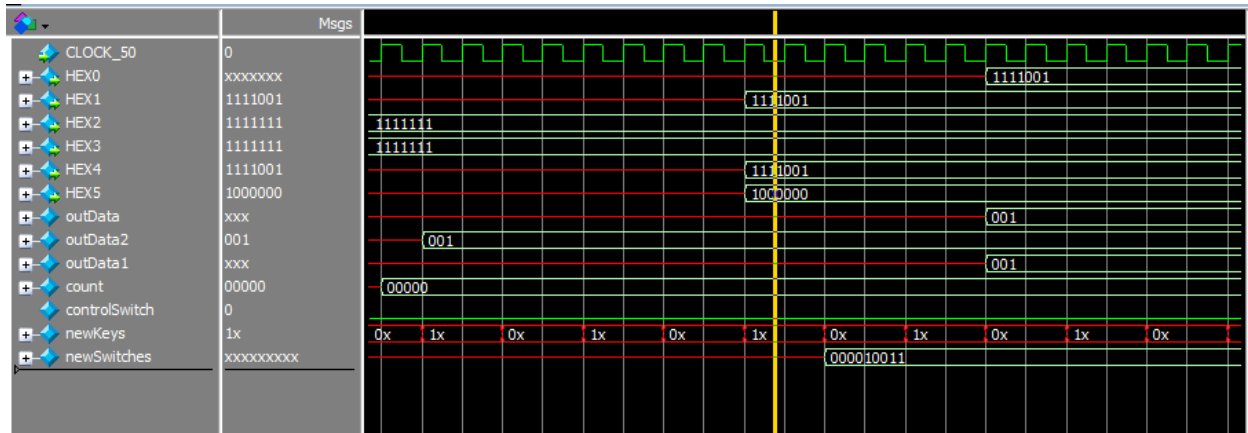 Msgs
CLOCK_50 0
HEX0 xxxxxxx 1111001
HEX1 1111001 1111001
HEX2 1111111 1111111
HEX3 1111111 1111111
HEX4 1111001 1111001
HEX5 1000000 1000000
outData xxx 001
outData2 001 001
outData1 xxx 001
count 00000 00000
controlSwitch 0
newKeys 1x 0x 1x 0x 1x 0x 1x 0x 1x 0x 1x 0x
newSwitches xxxxxxxxx 000010011